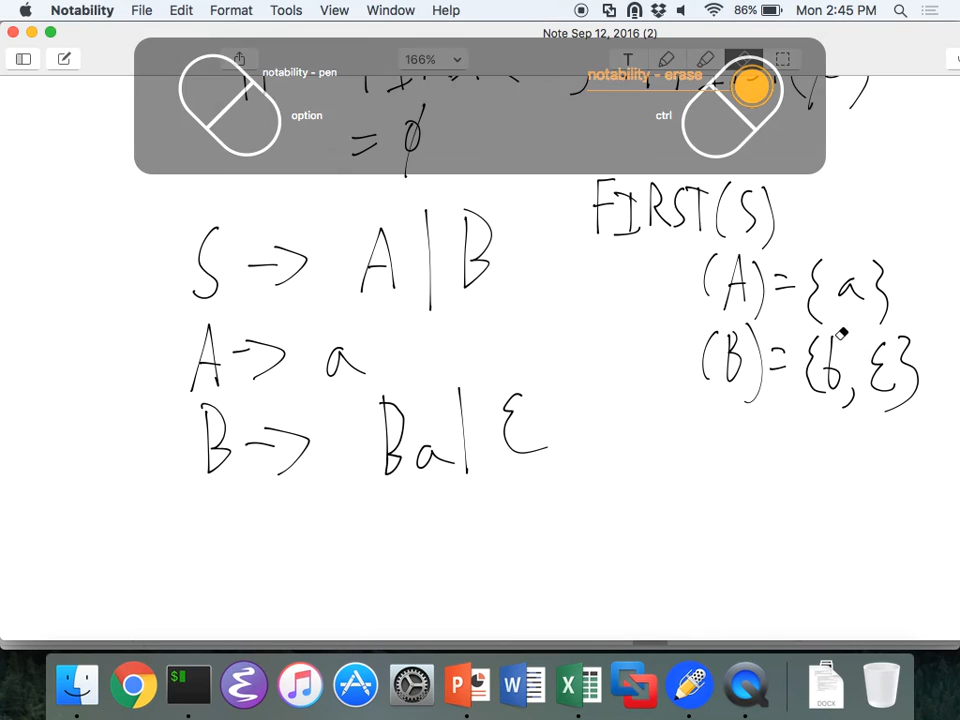 Notability File Edit Format Tools View Window Help 86% Mon 2:45 PM
Note Sep 12, 2016 (2)
166% T
notability - pen notability - erase
option ctrl
= ϕ
FIRST(S)
S -> A | B
(A) = {a}
A -> a
(B) = {b, ε}
B -> Ba | ε
$ P W X
DOCX